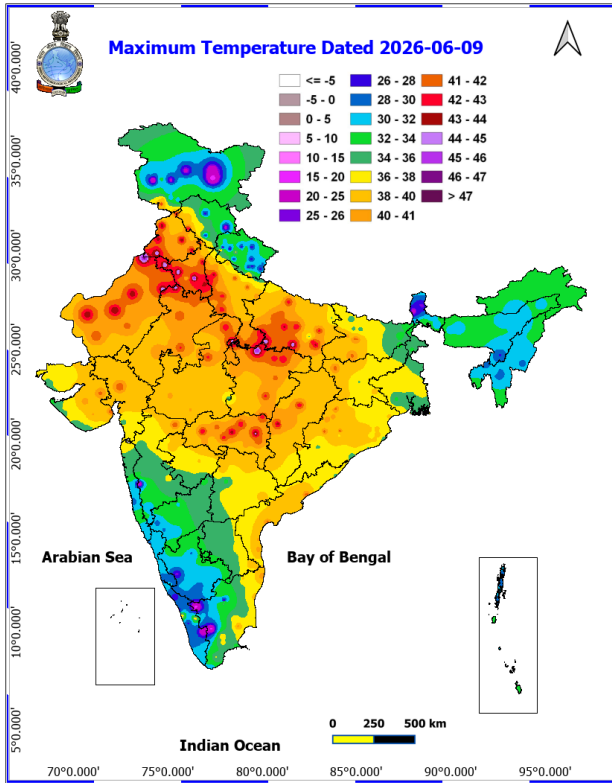 Maximum Temperature Dated 2026-06-09
<= -5
-5 - 0
0 - 5
5 - 10
10 - 15
15 - 20
20 - 25
25 - 26
26 - 28
28 - 30
30 - 32
32 - 34
34 - 36
36 - 38
38 - 40
40 - 41
41 - 42
42 - 43
43 - 44
44 - 45
45 - 46
46 - 47
> 47
40°0.000'
35°0.000'
30°0.000'
25°0.000'
20°0.000'
15°0.000'
10°0.000'
5°0.000'
Arabian Sea
Bay of Bengal
Indian Ocean
0 250 500 km
70°0.000' 75°0.000' 80°0.000' 85°0.000' 90°0.000' 95°0.000'